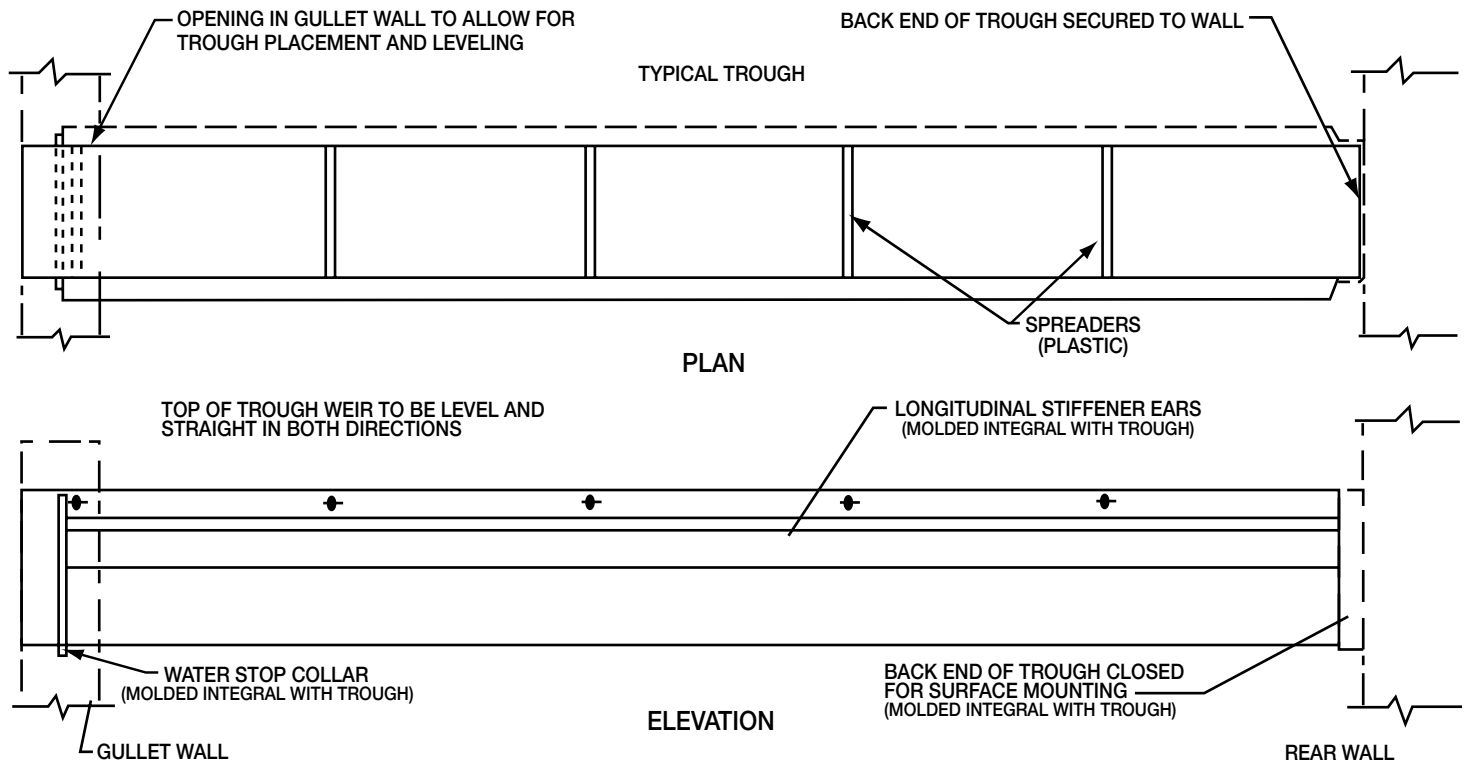 OPENING IN GULLET WALL TO ALLOW FOR
TROUGH PLACEMENT AND LEVELING
BACK END OF TROUGH SECURED TO WALL
TYPICAL TROUGH
SPREADERS
(PLASTIC)
PLAN
TOP OF TROUGH WEIR TO BE LEVEL AND
STRAIGHT IN BOTH DIRECTIONS
LONGITUDINAL STIFFENER EARS
(MOLDED INTEGRAL WITH TROUGH)
WATER STOP COLLAR
(MOLDED INTEGRAL WITH TROUGH)
BACK END OF TROUGH CLOSED
FOR SURFACE MOUNTING
(MOLDED INTEGRAL WITH TROUGH)
ELEVATION
GULLET WALL
REAR WALL